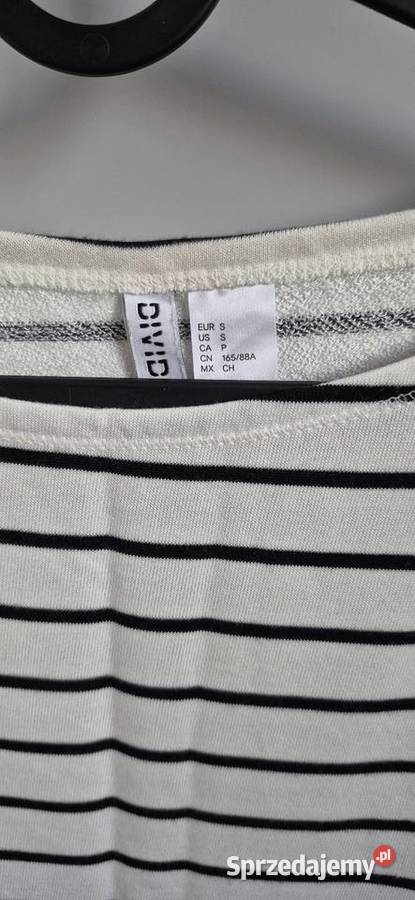 DIVID
EUR S
US S
CA P
CN 165/88A
MX CH
Sprzedajemy.pl